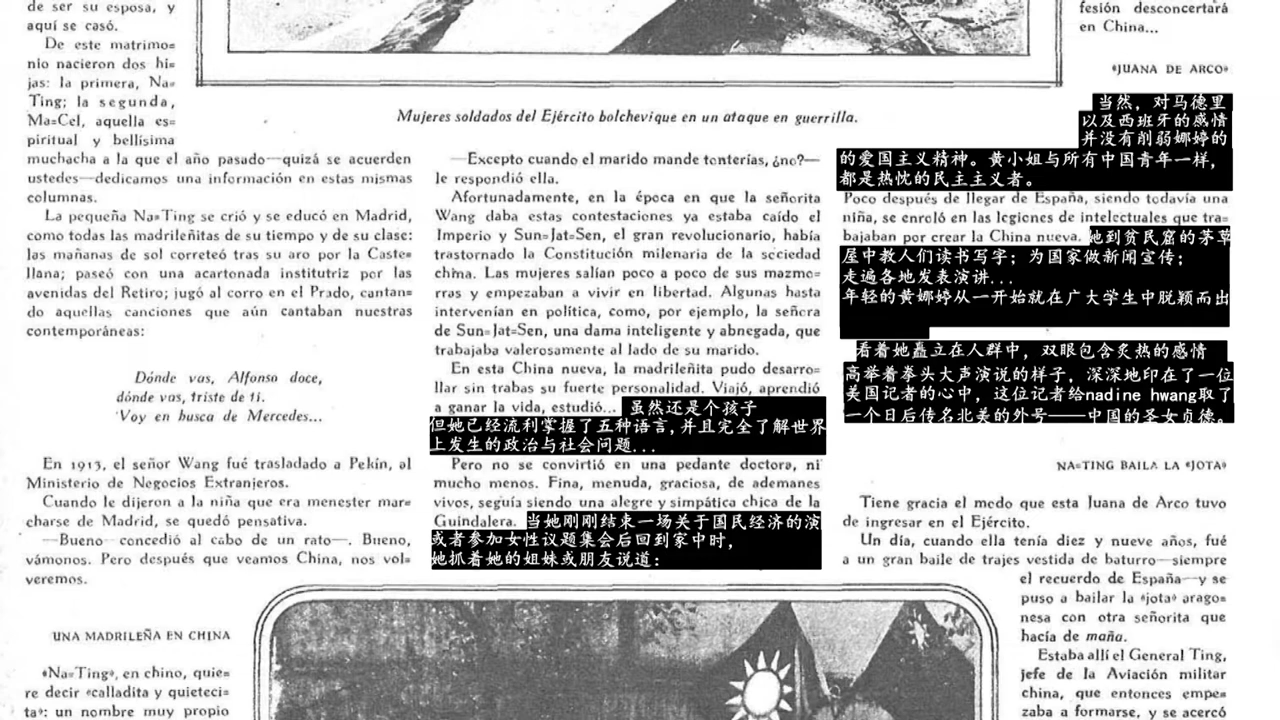 de ser su esposa, y
aquí se casó.
De este matrimo=
nio nacieron dos hi=
jas: la primera, Na=
Ting; la segunda,
Ma=Cel, aquella es=
piritual y bellísima
muchacha a la que el año pasado—quizá se acuerden
ustedes—dedicamos una información en estas mismas
columnas.
La pequeña Na=Ting se crió y se educó en Madrid,
como todas las madrileñitas de su tiempo y de su clase:
las mañanas de sol correteó tras su aro por la Caste=
llana; paseó con una acartonada institutriz por las
avenidas del Retiro; jugó al corro en el Prado, cantan=
do aquellas canciones que aún cantaban nuestras
contemporáneas:
Dónde vas, Alfonso doce,
dónde vas, triste de ti.
Voy en busca de Mercedes...
En 1913, el señor Wang fué trasladado a Pekín, al
Ministerio de Negocios Extranjeros.
Cuando le dijeron a la niña que era menester mar=
charse de Madrid, se quedó pensativa.
—Bueno—concedió al cabo de un rato—. Bueno,
vámonos. Pero después que veamos China, nos vol=
veremos.
UNA MADRILEÑA EN CHINA
«Na=Ting», en chino, quie=
re decir «calladita y quieteci=
ta»: un nombre muy propio
Mujeres soldados del Ejército bolchevique en un ataque en guerrilla.
—Excepto cuando el marido mande tonterías, ¿no?—
le respondió ella.
Afortunadamente, en la época en que la señorita
Wang daba estas contestaciones ya estaba caído el
Imperio y Sun=Jat=Sen, el gran revolucionario, había
trastornado la Constitución milenaria de la sociedad
china. Las mujeres salían poco a poco de sus mazmo=
rras y empezaban a vivir en libertad. Algunas hasta
intervenían en política, como, por ejemplo, la señora
de Sun=Jat=Sen, una dama inteligente y abnegada, que
trabajaba valerosamente al lado de su marido.
En esta China nueva, la madrileñita pudo desarro=
llar sin trabas su fuerte personalidad. Viajó, aprendió
a ganar la vida, estudió... 虽然还是个孩子
但她已经流利掌握了五种语言,并且完全了解世界
上发生的政治与社会问题...
Pero no se convirtió en una pedante doctora, ni
mucho menos. Fina, menuda, graciosa, de ademanes
vivos, seguía siendo una alegre y simpática chica de la
Guindalera. 当她刚刚结束一场关于国民经济的演
或者参加女性议题集会后回到家中时，
她抓着她的姐妹或朋友说道：
fesión desconcertará
en China...
«JUANA DE ARCO»
当然，对马德里
以及西班牙的感情
并没有削弱娜婷的
的爱国主义精神。黄小姐与所有中国青年一样，
都是热忱的民主主义者。
Poco después de llegar de España, siendo todavía una
niña, se enroló en las legiones de intelectuales que tra=
bajaban por crear la China nueva. 她到贫民窟的茅草
屋中教人们读书写字；为国家做新闻宣传；
走遍各地发表演讲...
年轻的黄娜婷从一开始就在广大学生中脱颖而出
看着她矗立在人群中，双眼包含炙热的感情
高举着拳头大声演说的样子，深深地印在了一位
美国记者的心中，这位记者给nadine hwang取了
一个日后传名北美的外号——中国的圣女贞德。
NA=TING BAILA LA «JOTA»
Tiene gracia el modo que esta Juana de Arco tuvo
de ingresar en el Ejército.
Un día, cuando ella tenía diez y nueve años, fué
a un gran baile de trajes vestida de baturro—siempre
el recuerdo de España—y se
puso a bailar la «jota» arago=
nesa con otra señorita que
hacía de maña.
Estaba allí el General Ting,
jefe de la Aviación militar
china, que entonces empe=
zaba a formarse, y se acercó